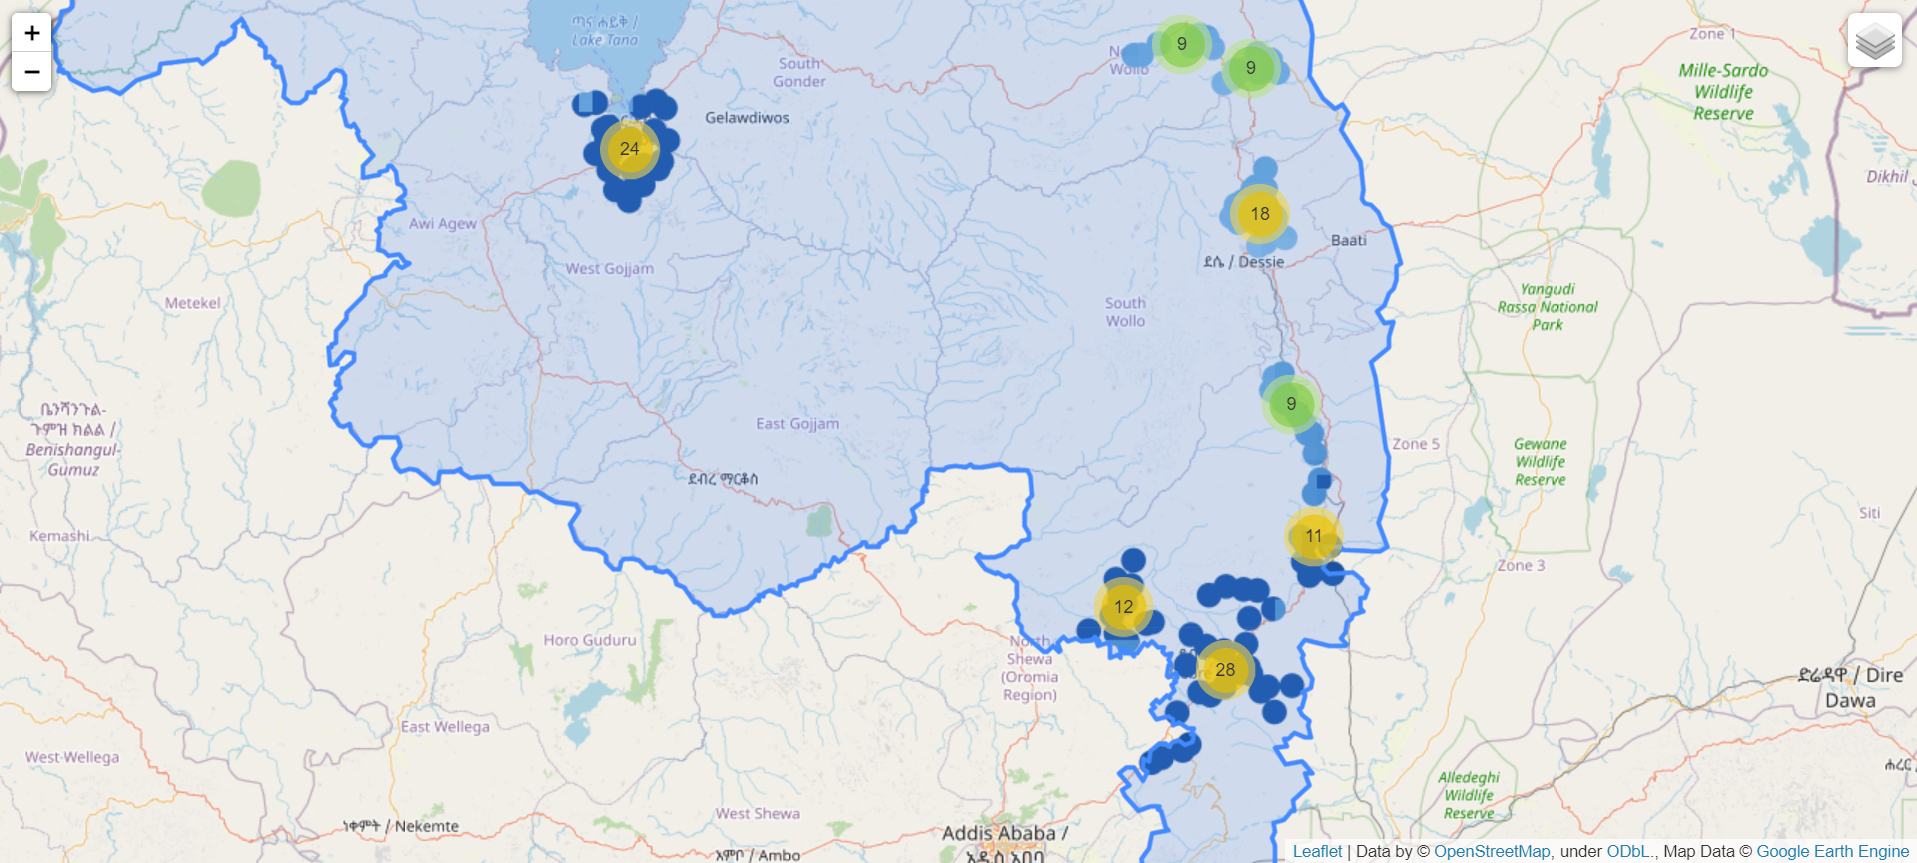 +
−
ጣና ሐይቅ /
Lake Tana
South
Gonder
Gelawdiwos
9
9
Zone 1
Mille-Sardo
Wildlife
Reserve
24
Dikhil
18
Awi Agew
West Gojjam
ደሴ / Dessie
Baati
Metekel
South
Wollo
Yangudi
Rassa National
Park
9
ቤንሻንጉል-
ጉምዝ ክልል /
Benishangul-
Gumuz
East Gojjam
Zone 5
Gewane
Wildlife
Reserve
ደብረ ማርቆስ
Siti
Kemashi
11
Zone 3
12
Horo Guduru
North
Shewa
(Oromia
Region)
28
ድሬዳዋ / Dire
Dawa
East Wellega
West-Wellega
Alledeghi
Wildlife
Reserve
West Shewa
ነቀምት / Nekemte
Addis Ababa /
አዲስ አበባ
አምቦ / Ambo
Leaflet | Data by © OpenStreetMap, under ODbL., Map Data © Google Earth Engine